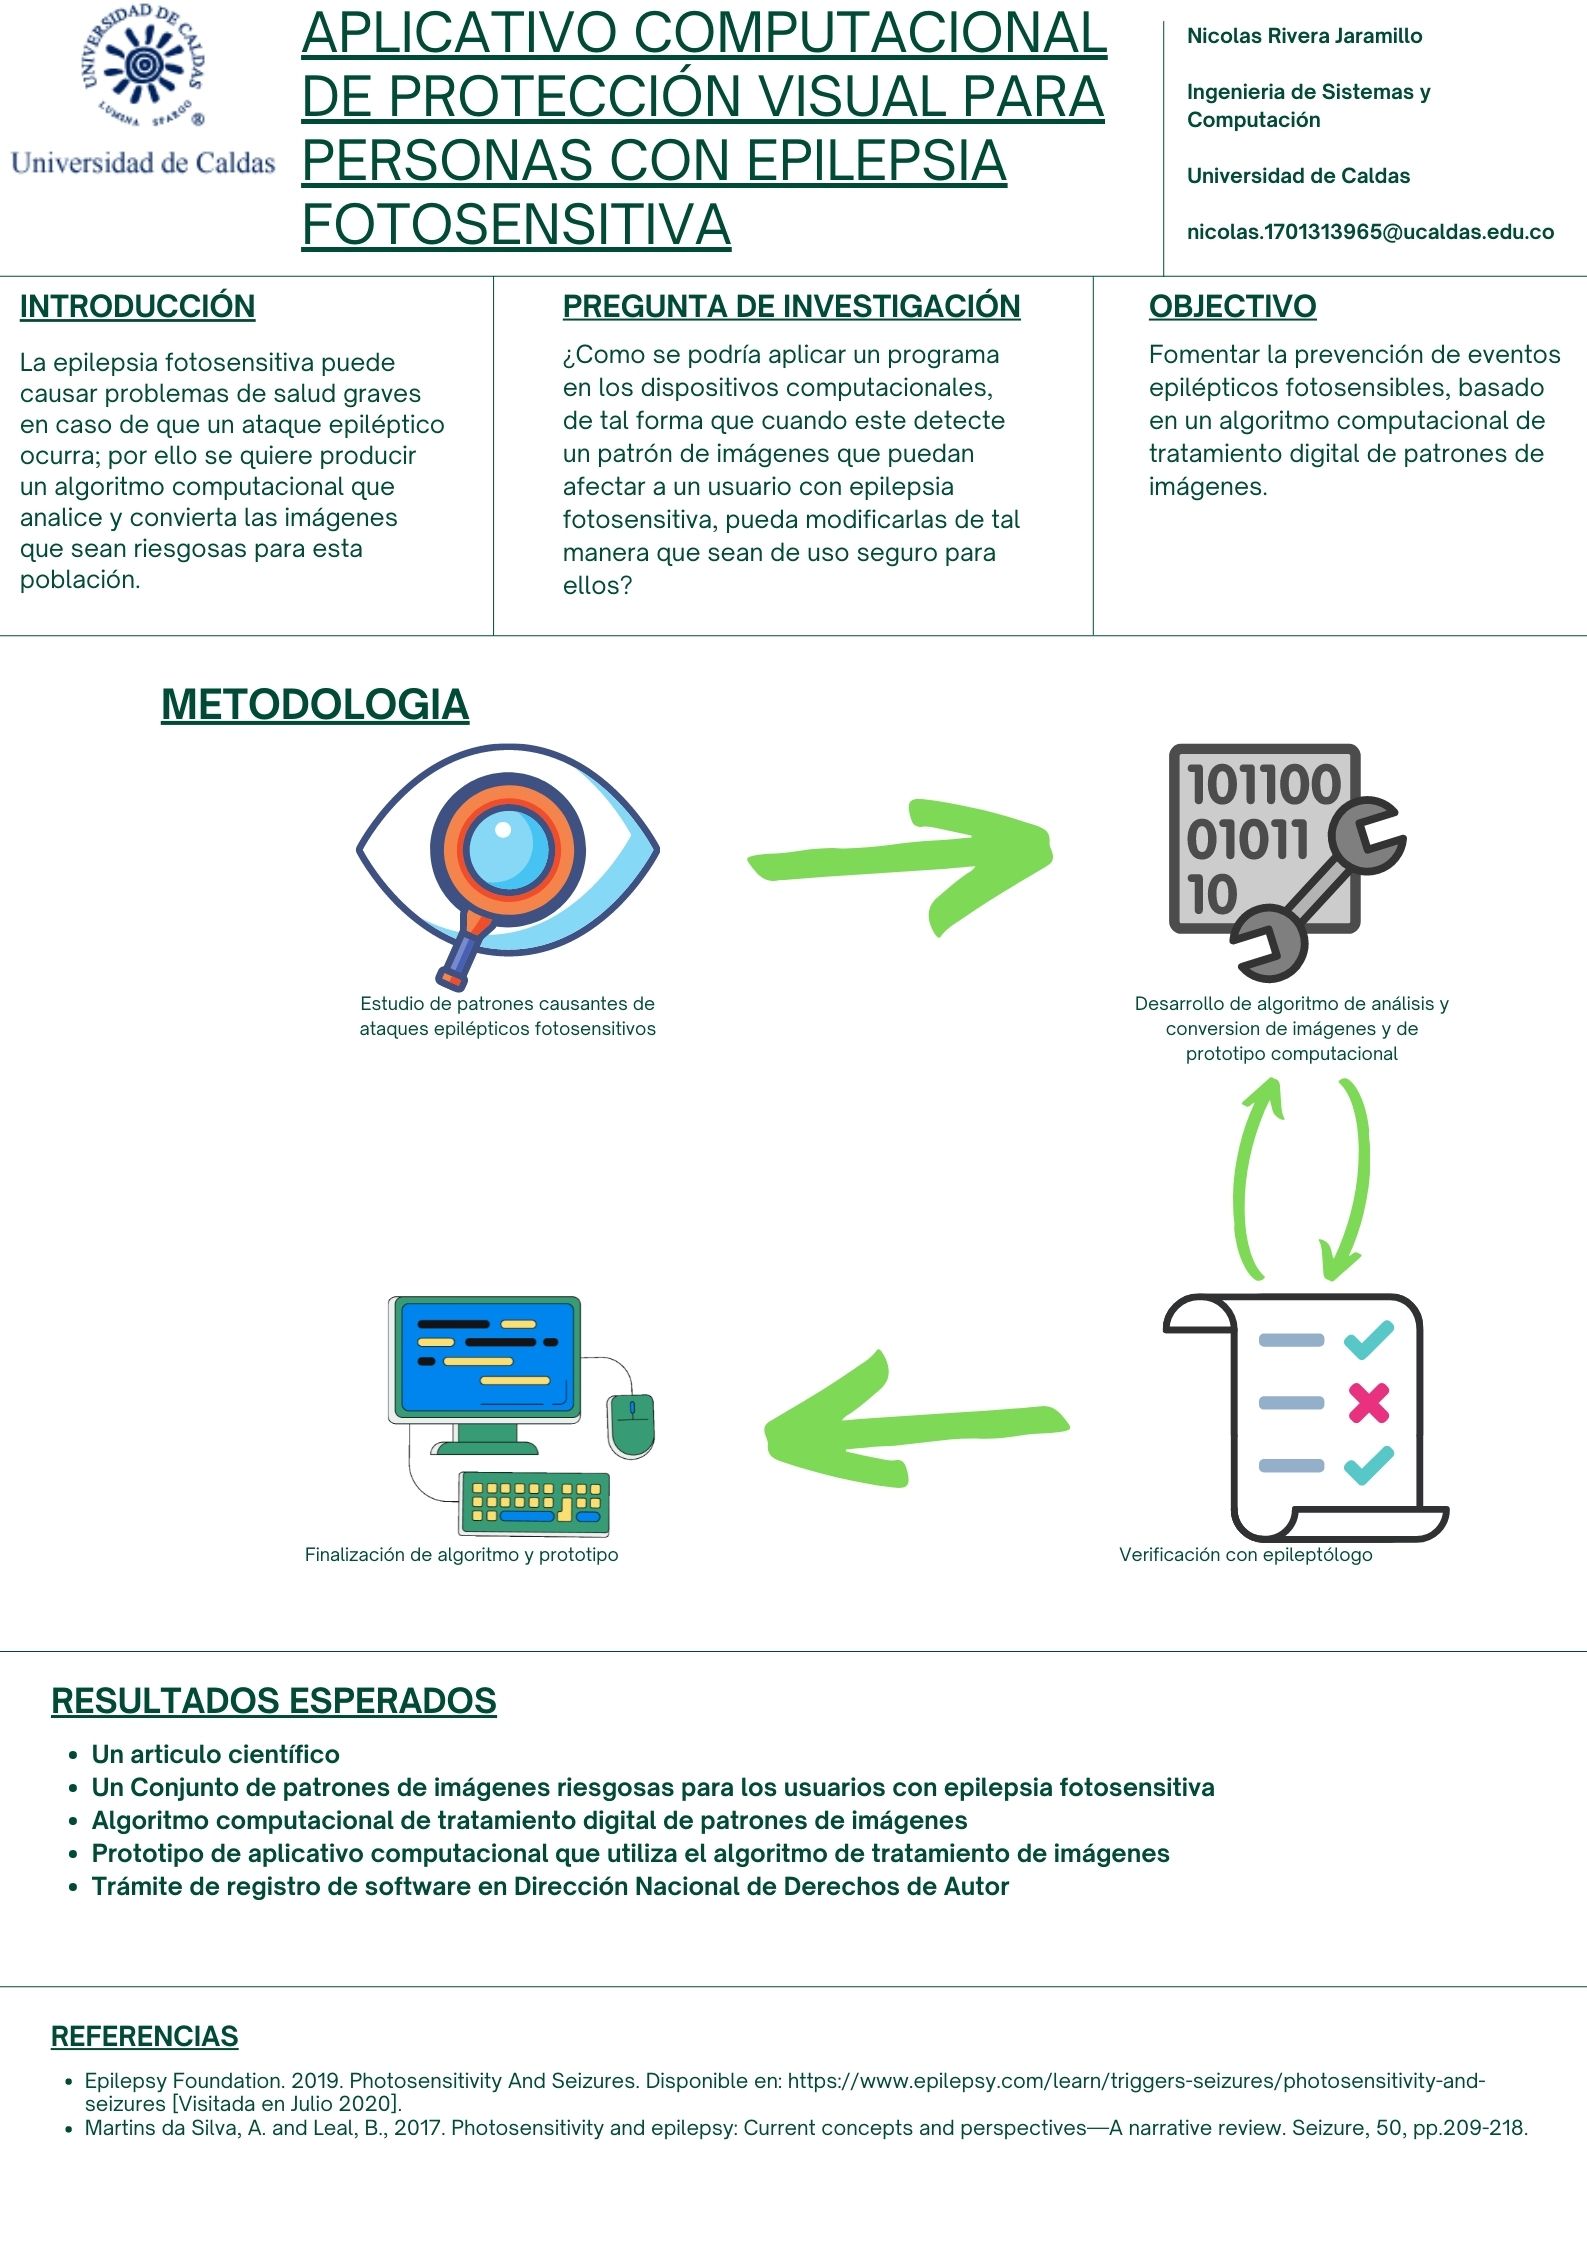 UNIVERSIDAD DE CALDAS
LUMINA SPARGO
®
Universidad de Caldas
APLICATIVO COMPUTACIONAL
DE PROTECCIÓN VISUAL PARA
PERSONAS CON EPILEPSIA
FOTOSENSITIVA
Nicolas Rivera Jaramillo
Ingenieria de Sistemas y
Computación
Universidad de Caldas
nicolas.1701313965@ucaldas.edu.co
INTRODUCCIÓN
La epilepsia fotosensitiva puede
causar problemas de salud graves
en caso de que un ataque epiléptico
ocurra; por ello se quiere producir
un algoritmo computacional que
analice y convierta las imágenes
que sean riesgosas para esta
población.
PREGUNTA DE INVESTIGACIÓN
¿Como se podría aplicar un programa
en los dispositivos computacionales,
de tal forma que cuando este detecte
un patrón de imágenes que puedan
afectar a un usuario con epilepsia
fotosensitiva, pueda modificarlas de tal
manera que sean de uso seguro para
ellos?
OBJECTIVO
Fomentar la prevención de eventos
epilépticos fotosensibles, basado
en un algoritmo computacional de
tratamiento digital de patrones de
imágenes.
METODOLOGIA
101100
01011
10
Estudio de patrones causantes de
ataques epilépticos fotosensitivos
Desarrollo de algoritmo de análisis y
conversion de imágenes y de
prototipo computacional
Finalización de algoritmo y prototipo
Verificación con epileptólogo
RESULTADOS ESPERADOS
• Un articulo científico
• Un Conjunto de patrones de imágenes riesgosas para los usuarios con epilepsia fotosensitiva
• Algoritmo computacional de tratamiento digital de patrones de imágenes
• Prototipo de aplicativo computacional que utiliza el algoritmo de tratamiento de imágenes
• Trámite de registro de software en Dirección Nacional de Derechos de Autor
REFERENCIAS
• Epilepsy Foundation. 2019. Photosensitivity And Seizures. Disponible en: https://www.epilepsy.com/learn/triggers-seizures/photosensitivity-and-
seizures [Visitada en Julio 2020].
• Martins da Silva, A. and Leal, B., 2017. Photosensitivity and epilepsy: Current concepts and perspectives—A narrative review. Seizure, 50, pp.209-218.